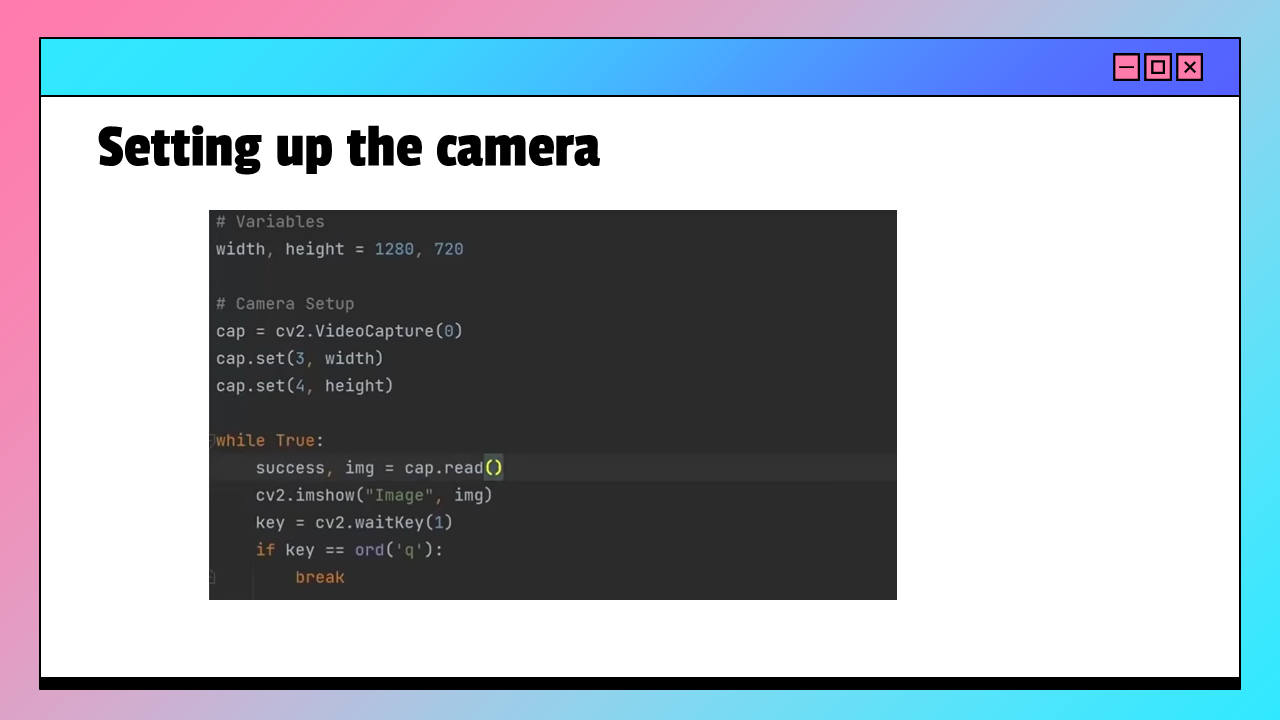 Setting up the camera
# Variables
width, height = 1280, 720
# Camera Setup
cap = cv2.VideoCapture(0)
cap.set(3, width)
cap.set(4, height)
while True:
    success, img = cap.read()
    cv2.imshow("Image", img)
    key = cv2.waitKey(1)
    if key == ord('q'):
        break